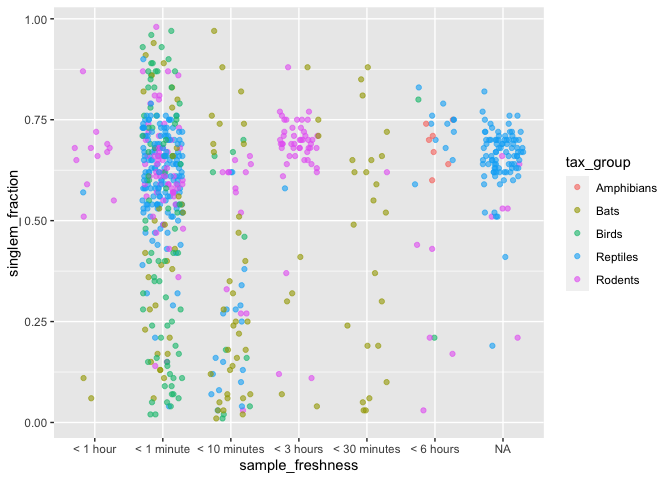 1.00
0.75
0.50
0.25
0.00
singlem_fraction
< 1 hour
< 1 minute
< 10 minutes
< 3 hours
< 30 minutes
< 6 hours
NA
sample_freshness
tax_group
Amphibians
Bats
Birds
Reptiles
Rodents